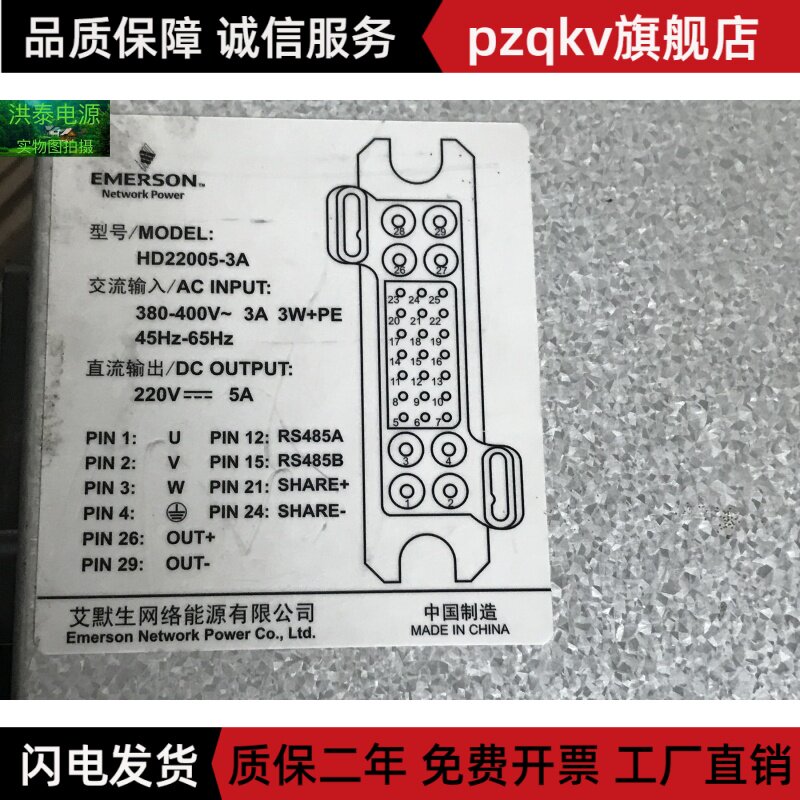 品质保障 诚信服务
pzqkv旗舰店
洪泰电源
实物图拍摄
EMERSON™
Network Power
型号/MODEL:
HD22005-3A
交流输入/AC INPUT:
380-400V~ 3A 3W+PE
45Hz-65Hz
直流输出/DC OUTPUT:
220V⎓ 5A
PIN 1: U PIN 12: RS485A
PIN 2: V PIN 15: RS485B
PIN 3: W PIN 21: SHARE+
PIN 4: ⏚ PIN 24: SHARE-
PIN 26: OUT+
PIN 29: OUT-
28 29
26 27
23 24 25
20 21 22
17 18 19
14 15 16
11 12 13
8 9 10
5 6 7
3 4
1 2
艾默生网络能源有限公司
Emerson Network Power Co., Ltd.
中国制造
MADE IN CHINA
闪电发货
质保二年 免费开票 工厂直销